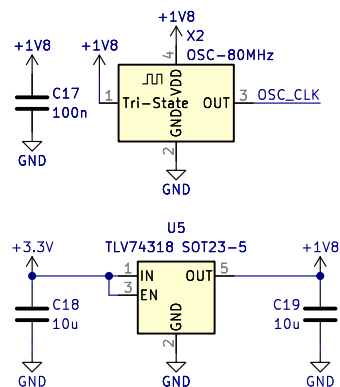 +1V8
+1V8
+1V8
X2
OSC-80MHz
C17
100n
GND
4
VDD
1
Tri-State
OUT
3
OSC_CLK
GND
2
GND
U5
TLV74318 SOT23-5
+3.3V
1
IN
OUT
5
+1V8
3
EN
C18
10u
GND
GND
2
GND
C19
10u
GND